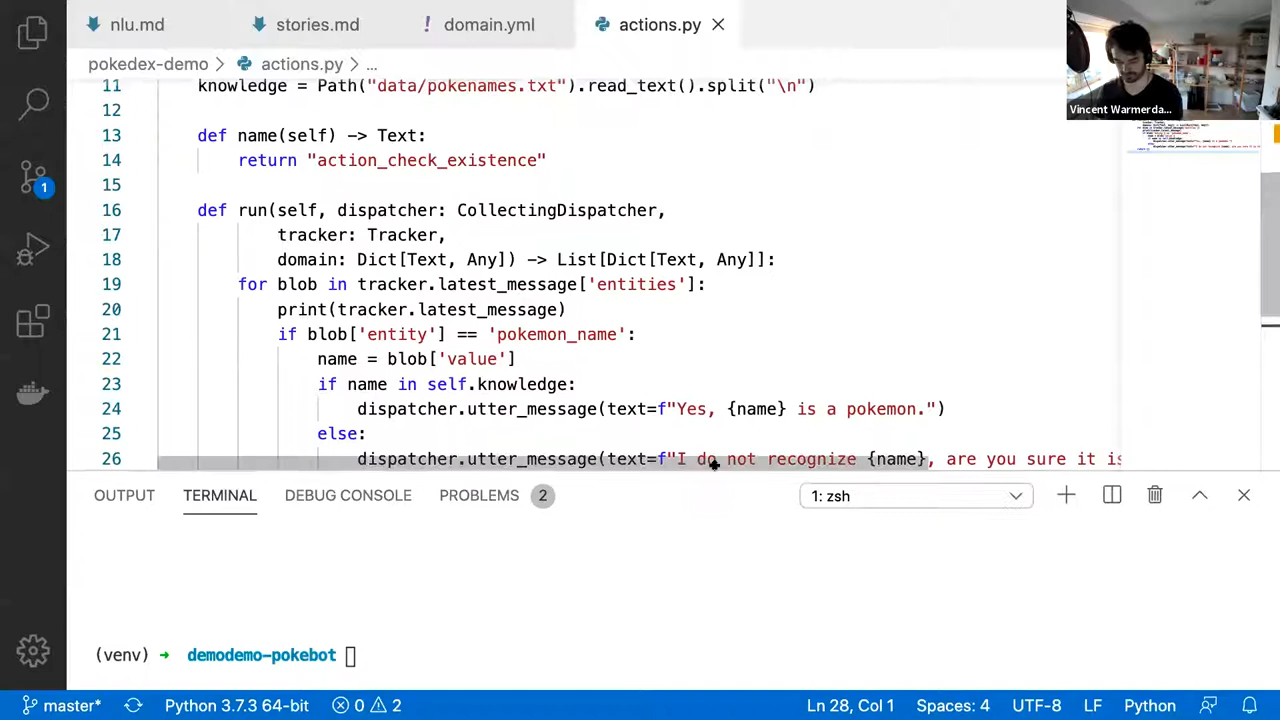 nlu.md stories.md ! domain.yml actions.py
pokedex-demo > actions.py > ...
Vincent Warmerda...
11 knowledge = Path("data/pokenames.txt").read_text().split("\n")
12
13 def name(self) -> Text:
14 return "action_check_existence"
15
16 def run(self, dispatcher: CollectingDispatcher,
17 tracker: Tracker,
18 domain: Dict[Text, Any]) -> List[Dict[Text, Any]]:
19 for blob in tracker.latest_message['entities']:
20 print(tracker.latest_message)
21 if blob['entity'] == 'pokemon_name':
22 name = blob['value']
23 if name in self.knowledge:
24 dispatcher.utter_message(text=f"Yes, {name} is a pokemon.")
25 else:
26 dispatcher.utter_message(text=f"I do not recognize {name}, are you sure it is
1
OUTPUT TERMINAL DEBUG CONSOLE PROBLEMS 2 1: zsh
(venv) → demodemo-pokebot
master* Python 3.7.3 64-bit 0 2 Ln 28, Col 1 Spaces: 4 UTF-8 LF Python